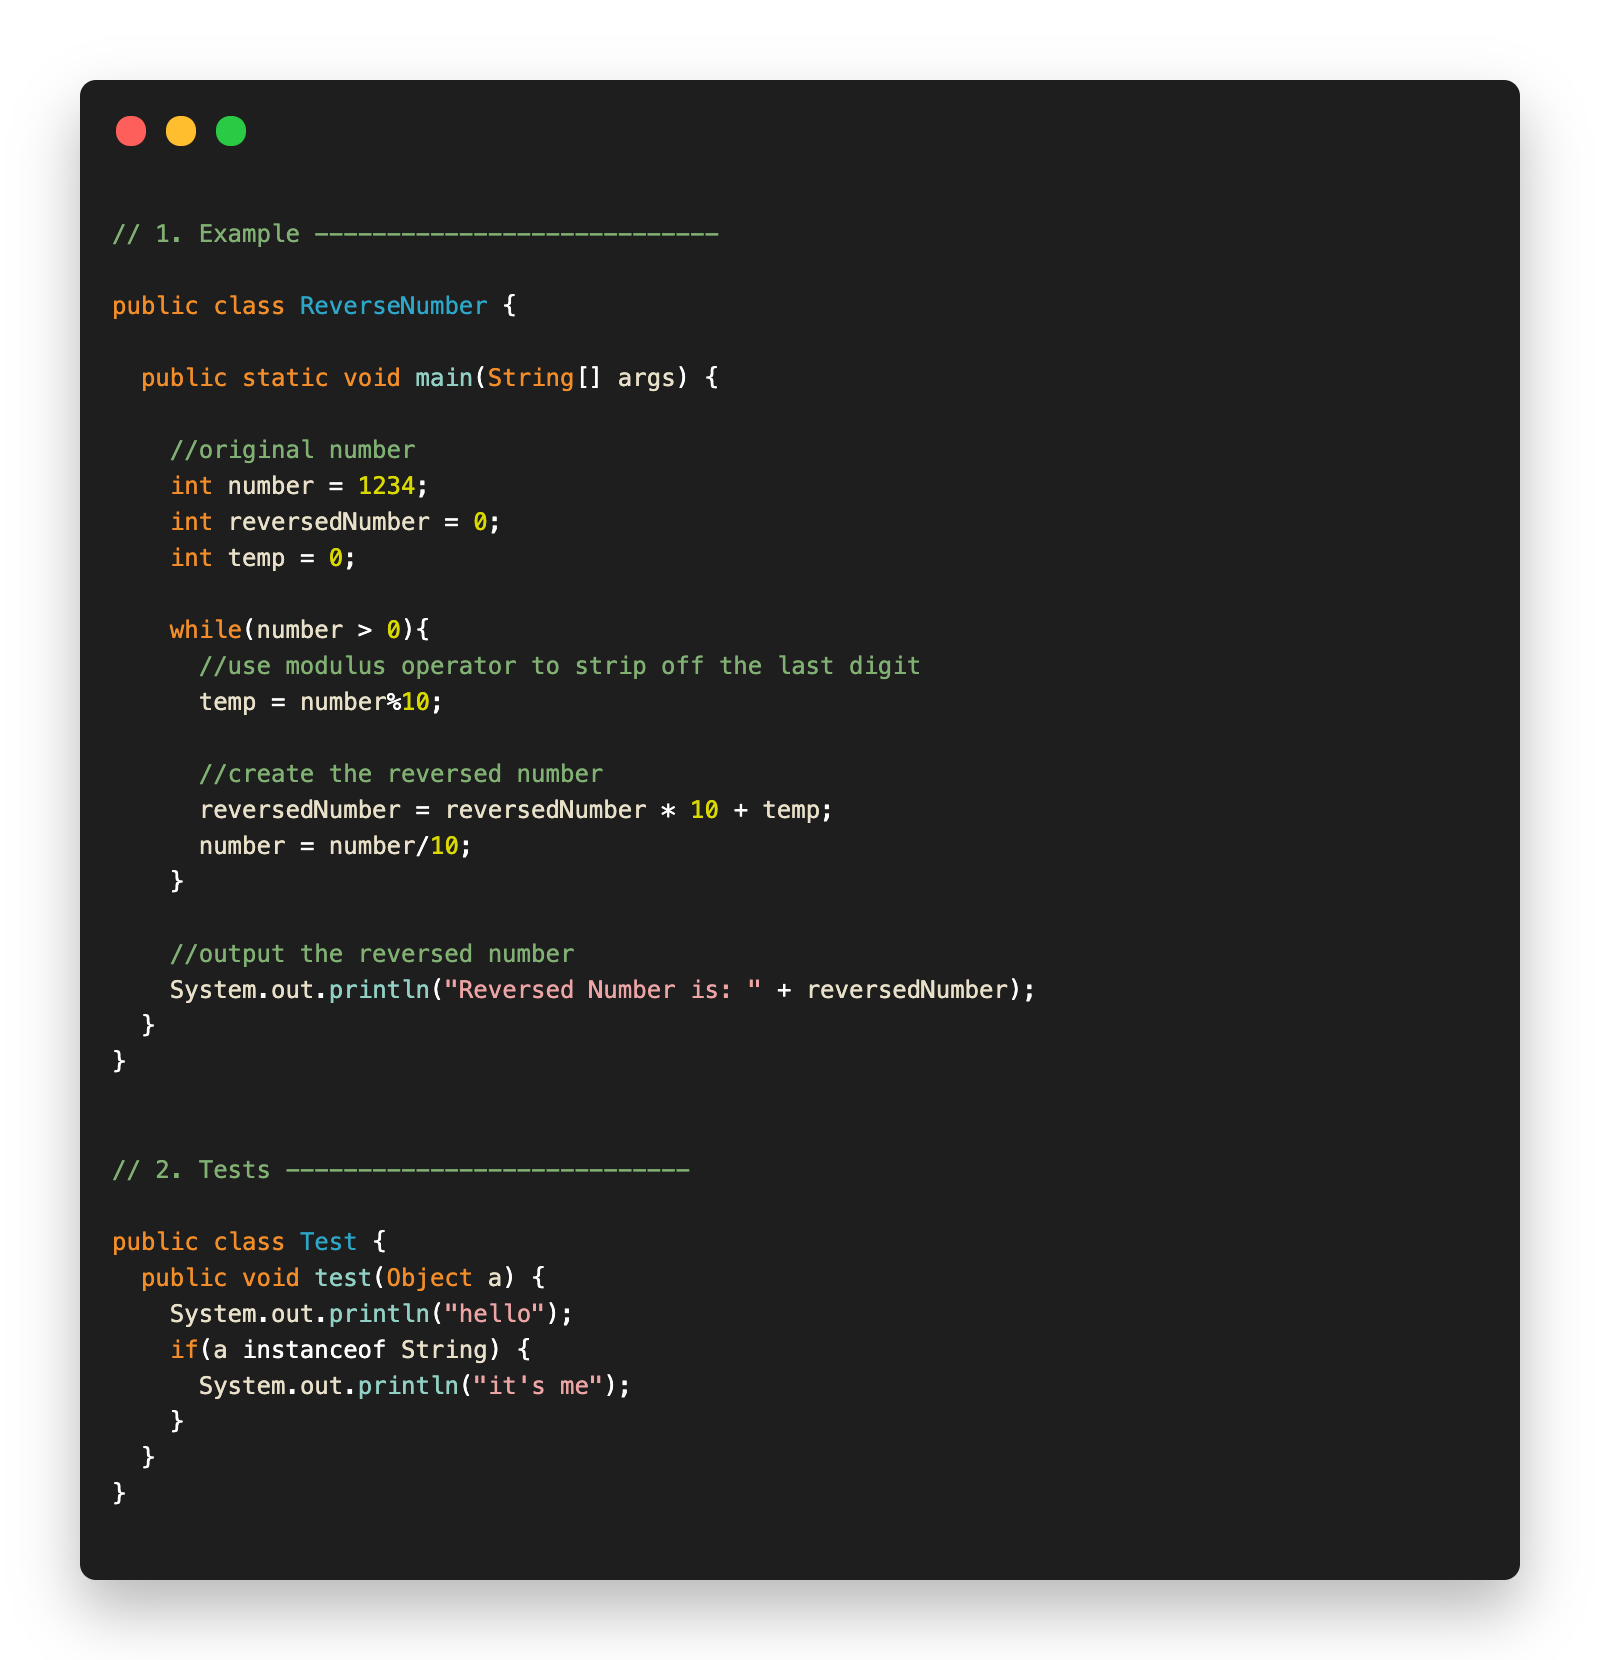 // 1. Example ----------------------------
public class ReverseNumber {
  public static void main(String[] args) {
    //original number
    int number = 1234;
    int reversedNumber = 0;
    int temp = 0;
    while(number > 0){
      //use modulus operator to strip off the last digit
      temp = number%10;
      //create the reversed number
      reversedNumber = reversedNumber * 10 + temp;
      number = number/10;
    }
    //output the reversed number
    System.out.println("Reversed Number is: " + reversedNumber);
  }
}
// 2. Tests ----------------------------
public class Test {
  public void test(Object a) {
    System.out.println("hello");
    if(a instanceof String) {
      System.out.println("it's me");
    }
  }
}